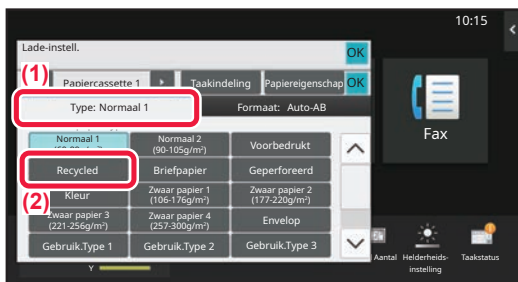 10:15
Lade-instell.
OK
(1)
Papiercassette 1
Taakindeling
Papiereigenschap
OK
Type: Normaal 1
Formaat: Auto-AB
Normaal 1
Normaal 2
(90-105g/m²)
Voorbedrukt
Fax
Recycled
Briefpapier
Geperforeerd
(2)
Kleur
Zwaar papier 1
(106-176g/m²)
Zwaar papier 2
(177-220g/m²)
Zwaar papier 3
(221-256g/m²)
Zwaar papier 4
(257-300g/m²)
Envelop
Gebruik.Type 1
Gebruik.Type 2
Gebruik.Type 3
Aantal
Helderheids-
instelling
Taakstatus
Y